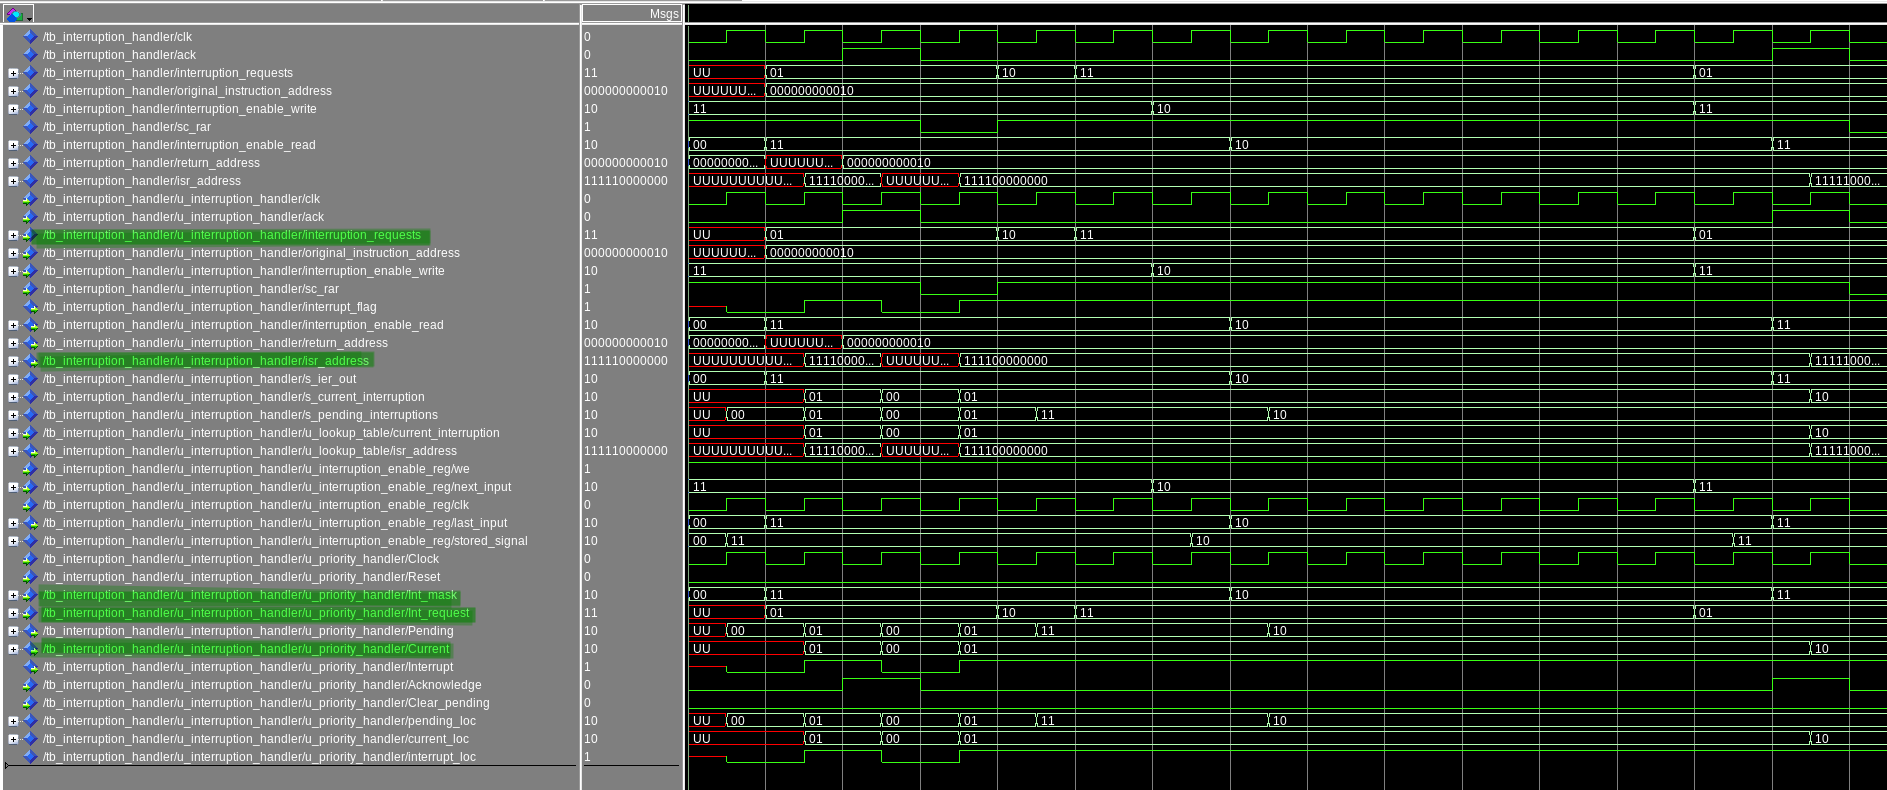 Msgs
/tb_interruption_handler/clk 0
/tb_interruption_handler/ack 0
/tb_interruption_handler/interruption_requests 11 UU 01 10 11 01
/tb_interruption_handler/original_instruction_address 000000000010 UUUUUU... 000000000010
/tb_interruption_handler/interruption_enable_write 10 11 10 11
/tb_interruption_handler/sc_rar 1
/tb_interruption_handler/interruption_enable_read 10 00 11 10 11
/tb_interruption_handler/return_address 000000000010 00000000... UUUUUU... 000000000010
/tb_interruption_handler/isr_address 111110000000 UUUUUUUUUU... 11110000... UUUUUU... 111100000000 11111000...
/tb_interruption_handler/u_interruption_handler/clk 0
/tb_interruption_handler/u_interruption_handler/ack 0
/tb_interruption_handler/u_interruption_handler/interruption_requests 11 UU 01 10 11 01
/tb_interruption_handler/u_interruption_handler/original_instruction_address 000000000010 UUUUUU... 000000000010
/tb_interruption_handler/u_interruption_handler/interruption_enable_write 10 11 10 11
/tb_interruption_handler/u_interruption_handler/sc_rar 1
/tb_interruption_handler/u_interruption_handler/interrupt_flag 1
/tb_interruption_handler/u_interruption_handler/interruption_enable_read 10 00 11 10 11
/tb_interruption_handler/u_interruption_handler/return_address 000000000010 00000000... UUUUUU... 000000000010
/tb_interruption_handler/u_interruption_handler/isr_address 111110000000 UUUUUUUUUU... 11110000... UUUUUU... 111100000000 11111000...
/tb_interruption_handler/u_interruption_handler/s_ier_out 10 00 11 10 11
/tb_interruption_handler/u_interruption_handler/s_current_interruption 10 UU 01 00 01 10
/tb_interruption_handler/u_interruption_handler/s_pending_interruptions 10 UU 00 01 00 01 11 10
/tb_interruption_handler/u_interruption_handler/u_lookup_table/current_interruption 10 UU 01 00 01 10
/tb_interruption_handler/u_interruption_handler/u_lookup_table/isr_address 111110000000 UUUUUUUUUU... 11110000... UUUUUU... 111100000000 11111000...
/tb_interruption_handler/u_interruption_handler/u_interruption_enable_reg/we 1
/tb_interruption_handler/u_interruption_handler/u_interruption_enable_reg/next_input 10 11 10 11
/tb_interruption_handler/u_interruption_handler/u_interruption_enable_reg/clk 0
/tb_interruption_handler/u_interruption_handler/u_interruption_enable_reg/last_input 10 00 11 10 11
/tb_interruption_handler/u_interruption_handler/u_interruption_enable_reg/stored_signal 10 00 11 10 11
/tb_interruption_handler/u_interruption_handler/u_priority_handler/Clock 0
/tb_interruption_handler/u_interruption_handler/u_priority_handler/Reset 0
/tb_interruption_handler/u_interruption_handler/u_priority_handler/Int_mask 10 00 11 10 11
/tb_interruption_handler/u_interruption_handler/u_priority_handler/Int_request 11 UU 01 10 11 01
/tb_interruption_handler/u_interruption_handler/u_priority_handler/Pending 10 UU 00 01 00 01 11 10
/tb_interruption_handler/u_interruption_handler/u_priority_handler/Current 10 UU 01 00 01 10
/tb_interruption_handler/u_interruption_handler/u_priority_handler/Interrupt 1
/tb_interruption_handler/u_interruption_handler/u_priority_handler/Acknowledge 0
/tb_interruption_handler/u_interruption_handler/u_priority_handler/Clear_pending 0
/tb_interruption_handler/u_interruption_handler/u_priority_handler/pending_loc 10 UU 00 01 00 01 11 10
/tb_interruption_handler/u_interruption_handler/u_priority_handler/current_loc 10 UU 01 00 01 10
/tb_interruption_handler/u_interruption_handler/u_priority_handler/interrupt_loc 1